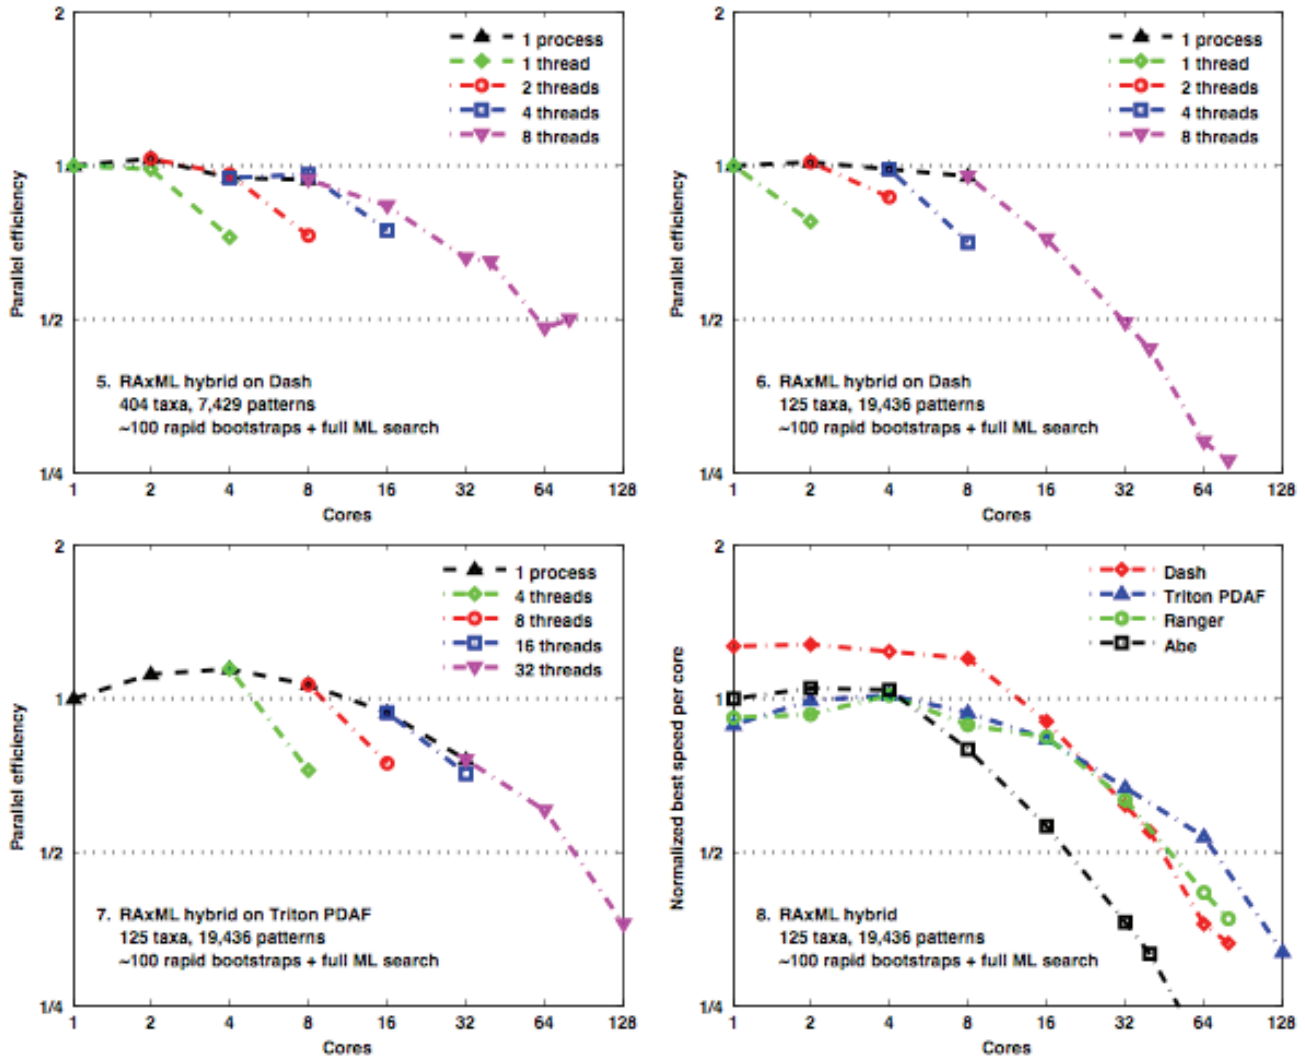 2
1 process
1 thread
2 threads
4 threads
8 threads
1
Parallel efficiency
1/2
5. RAxML hybrid on Dash
404 taxa, 7,429 patterns
~100 rapid bootstraps + full ML search
1/4
1 2 4 8 16 32 64 128
Cores
2
1 process
1 thread
2 threads
4 threads
8 threads
1
Parallel efficiency
1/2
6. RAxML hybrid on Dash
125 taxa, 19,436 patterns
~100 rapid bootstraps + full ML search
1/4
1 2 4 8 16 32 64 128
Cores
2
1 process
4 threads
8 threads
16 threads
32 threads
1
Parallel efficiency
1/2
7. RAxML hybrid on Triton PDAF
125 taxa, 19,436 patterns
~100 rapid bootstraps + full ML search
1/4
1 2 4 8 16 32 64 128
Cores
2
Dash
Triton PDAF
Ranger
Abe
1
Normalized best speed per core
1/2
8. RAxML hybrid
125 taxa, 19,436 patterns
~100 rapid bootstraps + full ML search
1/4
1 2 4 8 16 32 64 128
Cores